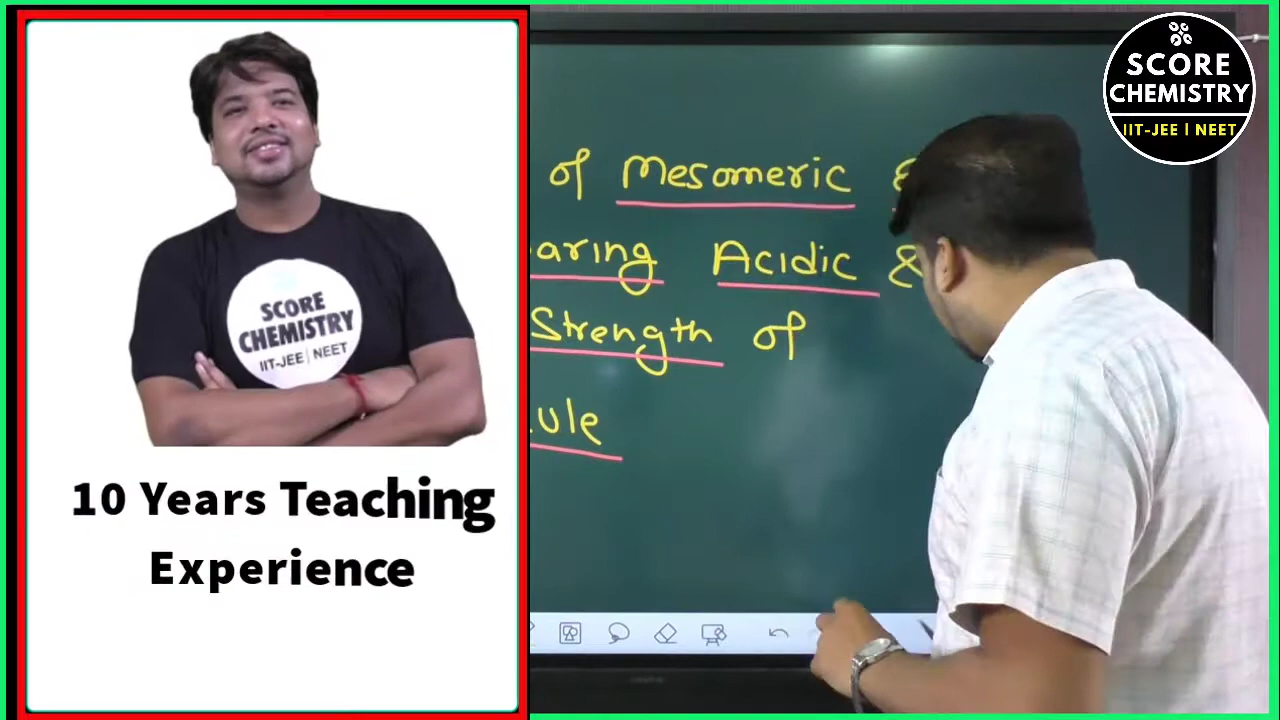 SCORE
CHEMISTRY
IIT-JEE | NEET
10 Years Teaching
Experience
of Mesomeric
aring Acidic &
Strength of
ule
SCORE
CHEMISTRY
IIT-JEE | NEET